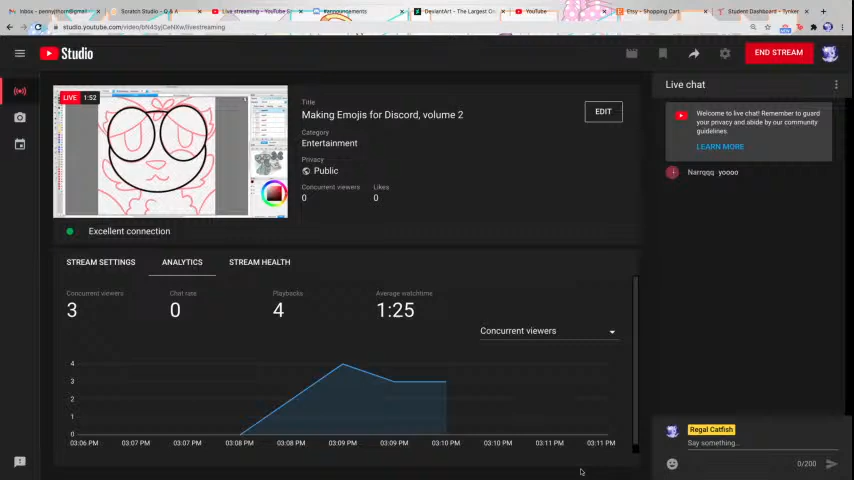 Scratch Studio - Q & A
Live streaming - YouTube S
#announcements
DeviantArt - The Largest O
YouTube
Etsy - Shopping Cart
Student Dashboard - Tynker
Studio
END STREAM
LIVE 1:52
Title
Making Emojis for Discord, volume 2
EDIT
Category
Entertainment
Privacy
Public
Concurrent viewers
Likes
0
0
Excellent connection
STREAM SETTINGS
ANALYTICS
STREAM HEALTH
Concurrent viewers
Chat rate
Playbacks
Average watchtime
3
0
4
1:25
Concurrent viewers
4
3
2
1
0
03:06 PM
03:07 PM
03:07 PM
03:08 PM
03:08 PM
03:09 PM
03:09 PM
03:10 PM
03:10 PM
03:11 PM
03:11 PM
Live chat
Welcome to live chat! Remember to guard
your privacy and abide by our community
guidelines.
LEARN MORE
Narrqqq yoooo
Regal Catfish
Say something...
0/200